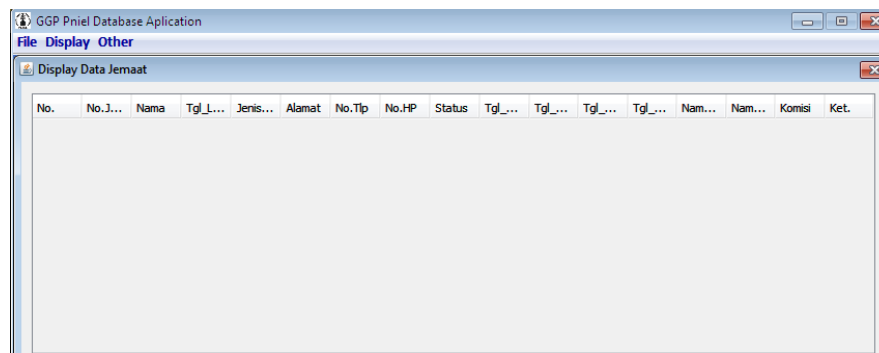 GGP Pniel Database Aplication
File Display Other
Display Data Jemaat
No. No.J... Nama Tgl_L... Jenis... Alamat No.Tlp No.HP Status Tgl_... Tgl_... Tgl_... Tgl_... Nam... Nam... Komisi Ket.